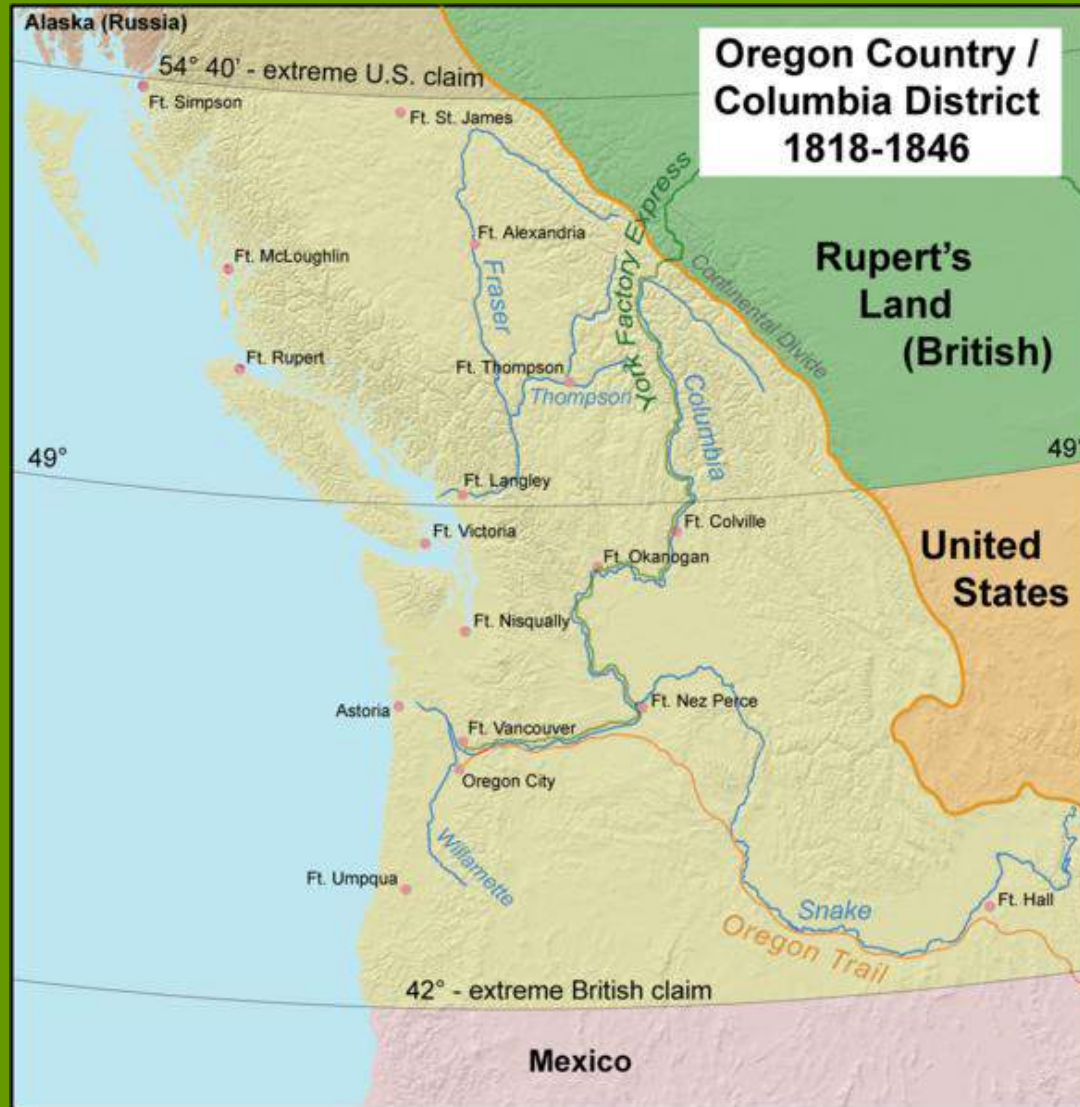 Alaska (Russia)
54° 40' - extreme U.S. claim
Oregon Country /
Columbia District
1818-1846
Ft. Simpson
Ft. St. James
York Factory Express
Ft. Alexandria
Ft. McLoughlin
Fraser
Continental Divide
Rupert's
Land
(British)
Ft. Rupert
Ft. Thompson
Thompson
Columbia
49°
49°
Ft. Langley
Ft. Victoria
Ft. Colville
Ft. Okanogan
United
States
Ft. Nisqually
Astoria
Ft. Nez Perce
Ft. Vancouver
Oregon City
Willamette
Ft. Umpqua
Snake
Ft. Hall
Oregon Trail
42° - extreme British claim
Mexico